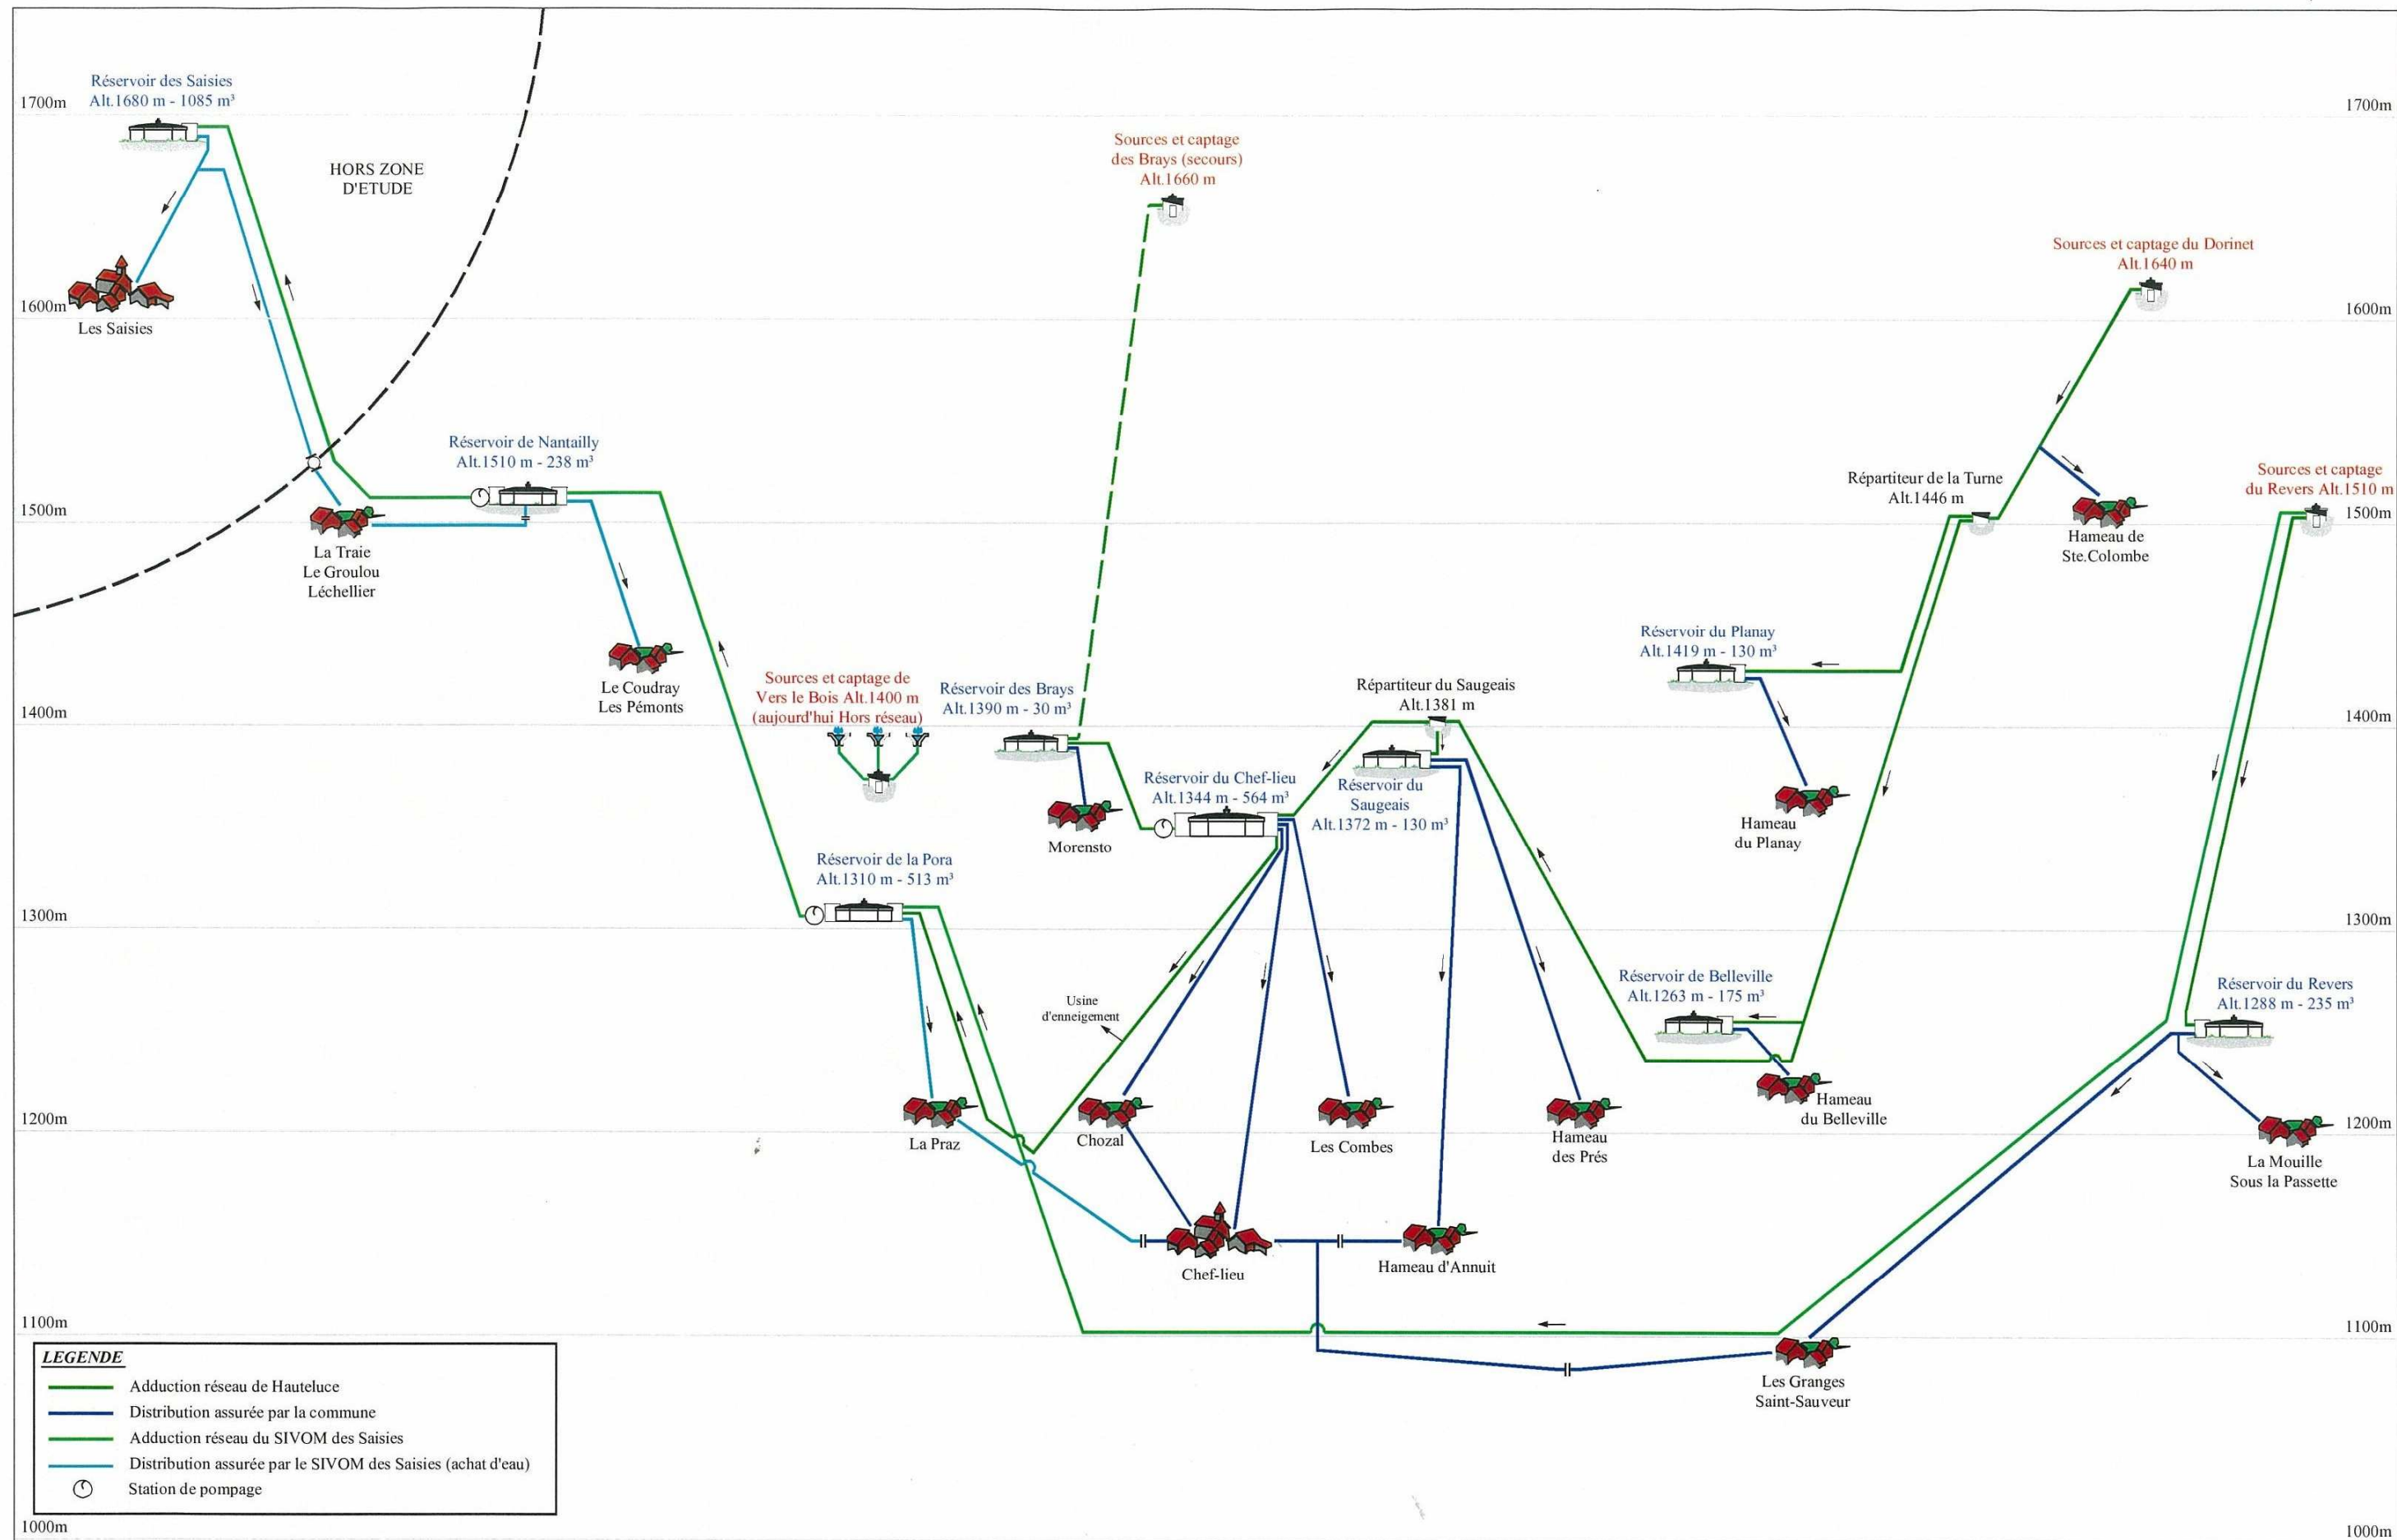 Réservoir des Saisies
Alt.1680 m - 1085 m³
1700m
1700m
HORS ZONE
D'ETUDE
Sources et captage
des Brays (secours)
Alt.1660 m
Sources et captage du Dorinet
Alt.1640 m
1600m
1600m
Les Saisies
Réservoir de Nantailly
Alt.1510 m - 238 m³
Répartiteur de la Turne
Alt.1446 m
Sources et captage
du Revers Alt.1510 m
1500m
1500m
La Traie
Le Groulou
Léchellier
Hameau de
Ste.Colombe
Réservoir du Planay
Alt.1419 m - 130 m³
Le Coudray
Les Pémonts
Sources et captage de
Vers le Bois Alt.1400 m
(aujourd'hui Hors réseau)
Réservoir des Brays
Alt.1390 m - 30 m³
Répartiteur du Saugeais
Alt.1381 m
1400m
1400m
Réservoir du Chef-lieu
Alt.1344 m - 564 m³
Réservoir du
Saugeais
Alt.1372 m - 130 m³
Morensto
Hameau
du Planay
Réservoir de la Pora
Alt.1310 m - 513 m³
1300m
1300m
Réservoir de Belleville
Alt.1263 m - 175 m³
Réservoir du Revers
Alt.1288 m - 235 m³
Usine
d'enneigement
Hameau
du Belleville
1200m
1200m
La Praz
Chozal
Les Combes
Hameau
des Prés
La Mouille
Sous la Passette
Chef-lieu
Hameau d'Annuit
1100m
1100m
Les Granges
Saint-Sauveur
LEGENDE
Adduction réseau de Hauteluce
Distribution assurée par la commune
Adduction réseau du SIVOM des Saisies
Distribution assurée par le SIVOM des Saisies (achat d'eau)
Station de pompage
1000m
1000m